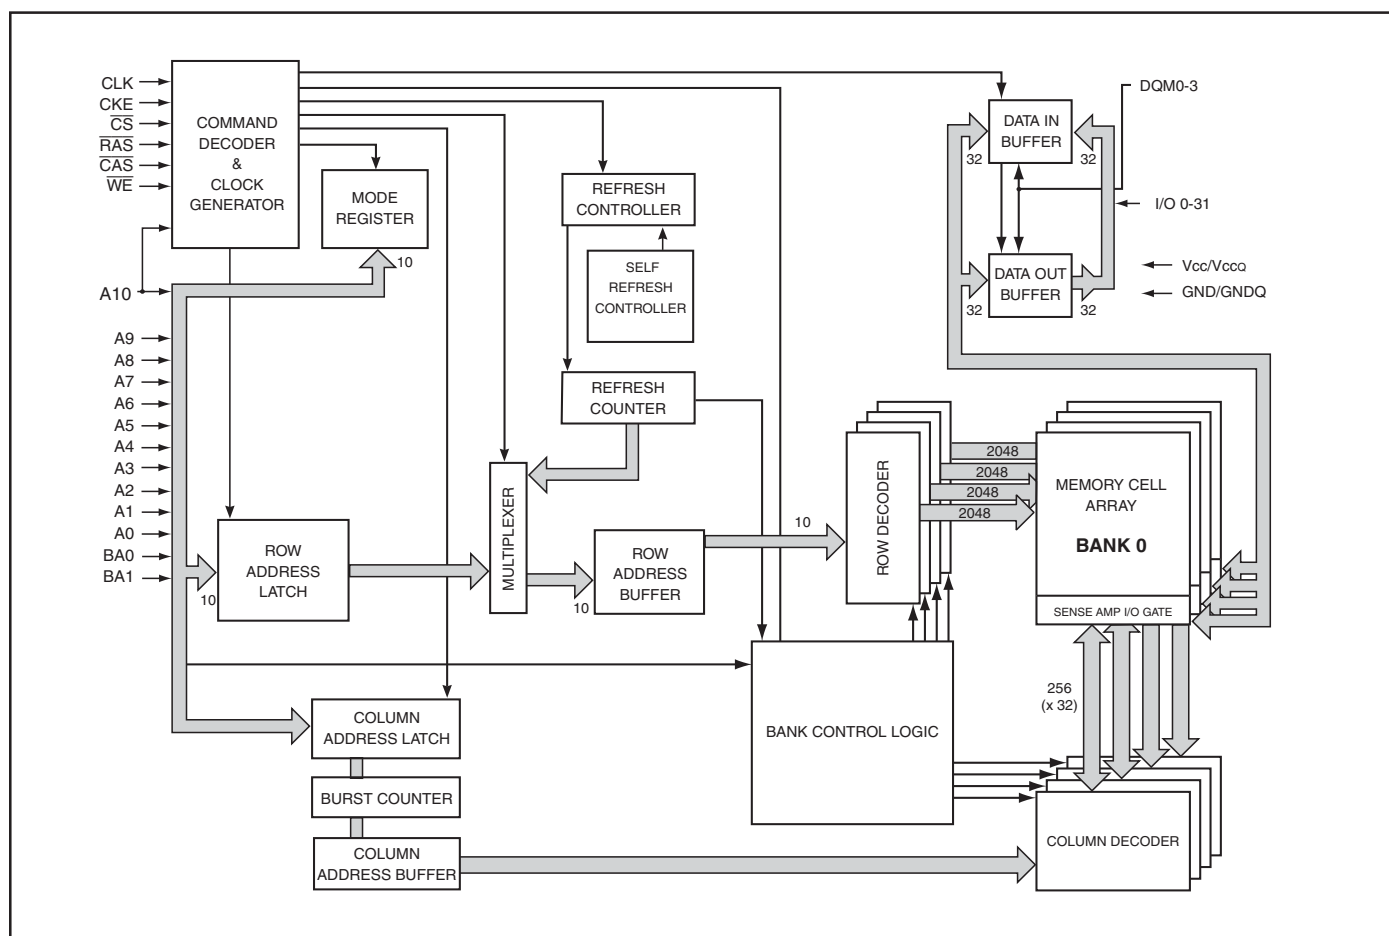 CLK
CKE
CS
RAS
CAS
WE
A10
A9
A8
A7
A6
A5
A4
A3
A2
A1
A0
BA0
BA1
COMMAND
DECODER
&
CLOCK
GENERATOR
MODE
REGISTER
10
REFRESH
CONTROLLER
SELF
REFRESH
CONTROLLER
REFRESH
COUNTER
DATA IN
BUFFER
32
32
DATA OUT
BUFFER
32
32
DQM0-3
I/O 0-31
Vcc/VccQ
GND/GNDQ
10
ROW
ADDRESS
LATCH
MULTIPLEXER
10
ROW
ADDRESS
BUFFER
10
ROW DECODER
2048
2048
2048
2048
MEMORY CELL
ARRAY
BANK 0
SENSE AMP I/O GATE
256
(x 32)
COLUMN
ADDRESS LATCH
BURST COUNTER
COLUMN
ADDRESS BUFFER
BANK CONTROL LOGIC
COLUMN DECODER